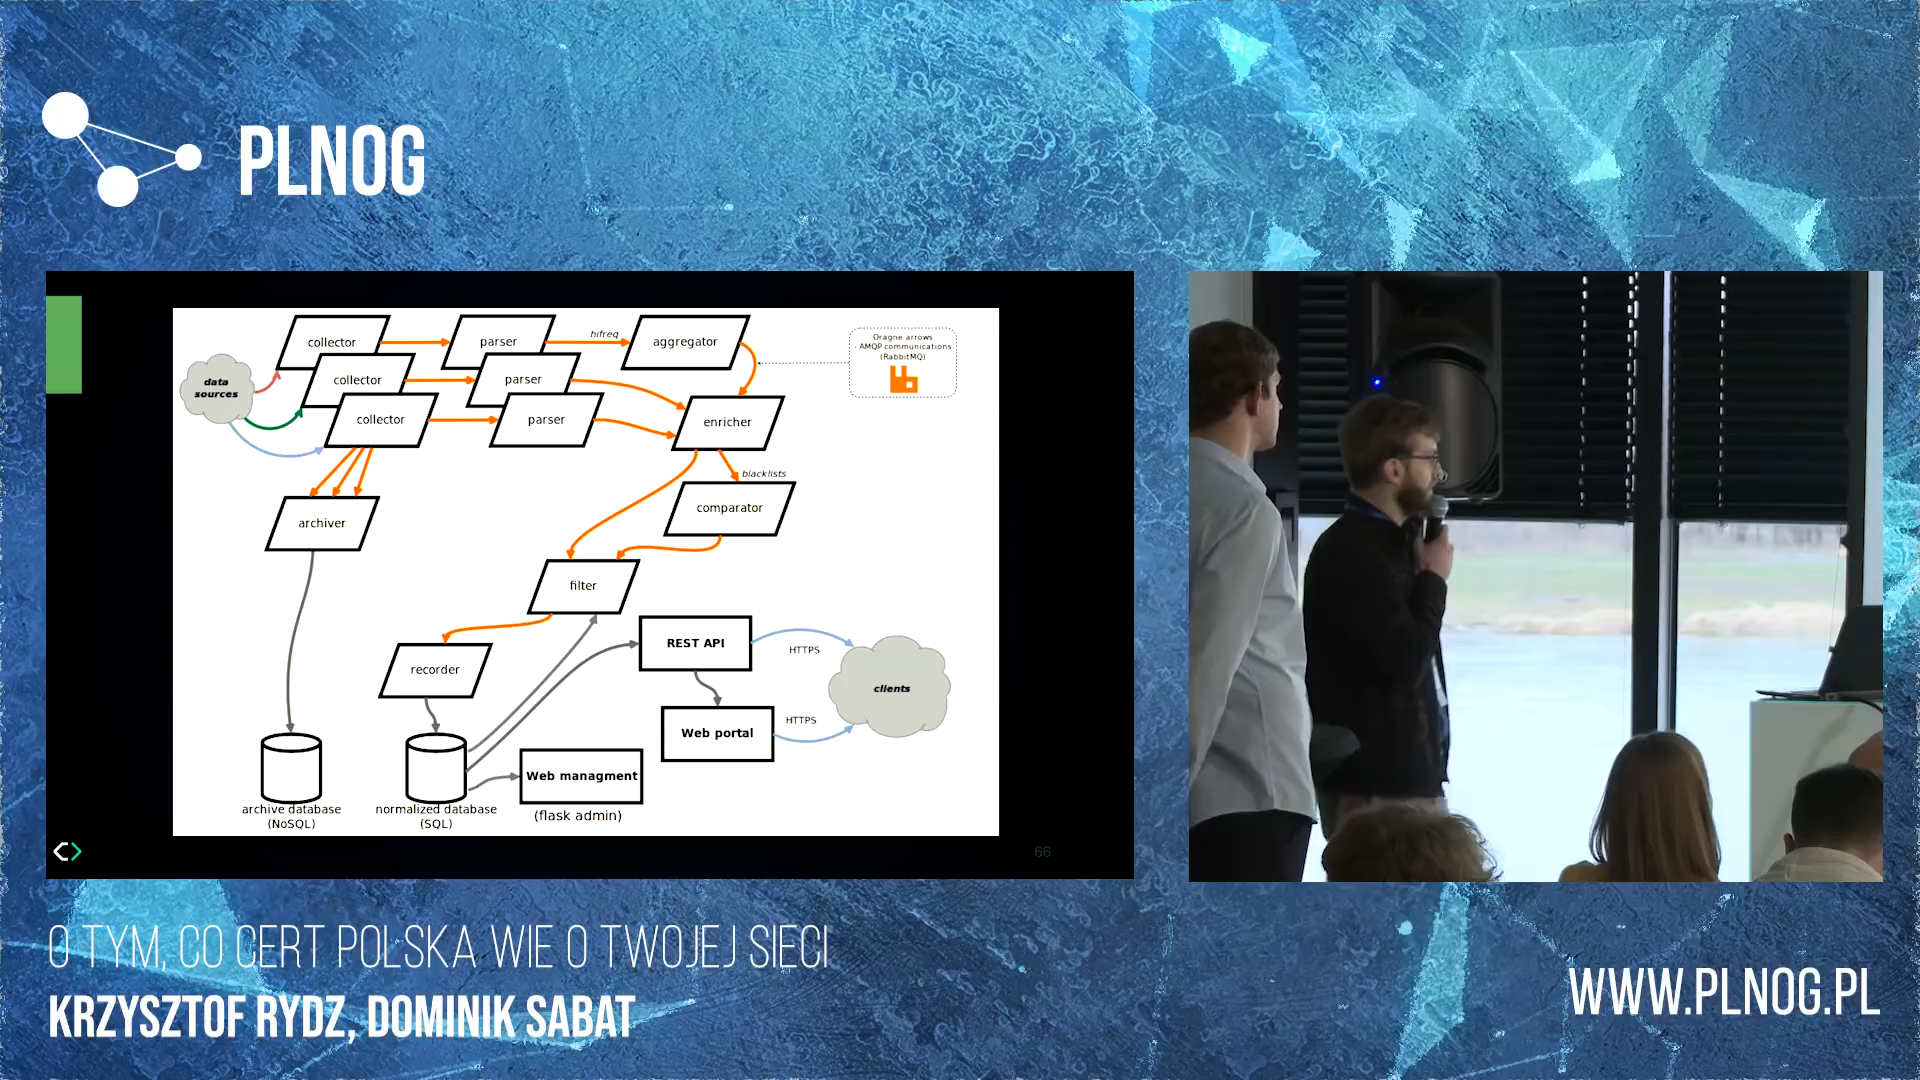 PLNOG
collector
parser
hifreq
aggregator
Oragne arrows
- AMQP communications
(RabbitMQ)
data
sources
collector
parser
collector
parser
enricher
blacklists
archiver
comparator
filter
recorder
REST API
HTTPS
clients
Web portal
HTTPS
Web managment
(flask admin)
archive database
(NoSQL)
normalized database
(SQL)
66
O TYM, CO CERT POLSKA WIE O TWOJEJ SIECI
KRZYSZTOF RYDZ, DOMINIK SABAT
WWW.PLNOG.PL